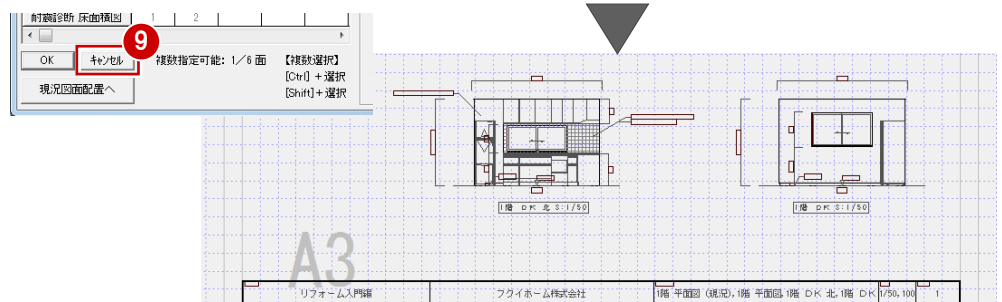 耐震診断 床面積図 1 2
9
OK キャンセル 複数指定可能: 1/6 面 【複数選択】
[Ctrl] +選択
現況図面配置へ [Shift]+選択
1階 DK 北 S:1/50
1階 DK S:1/50
A3
リフォーム入門編 フクイホーム株式会社 1階 平面図 (現況),1階 平面図,1階 DK 北,1階 DK 1/50,100 1